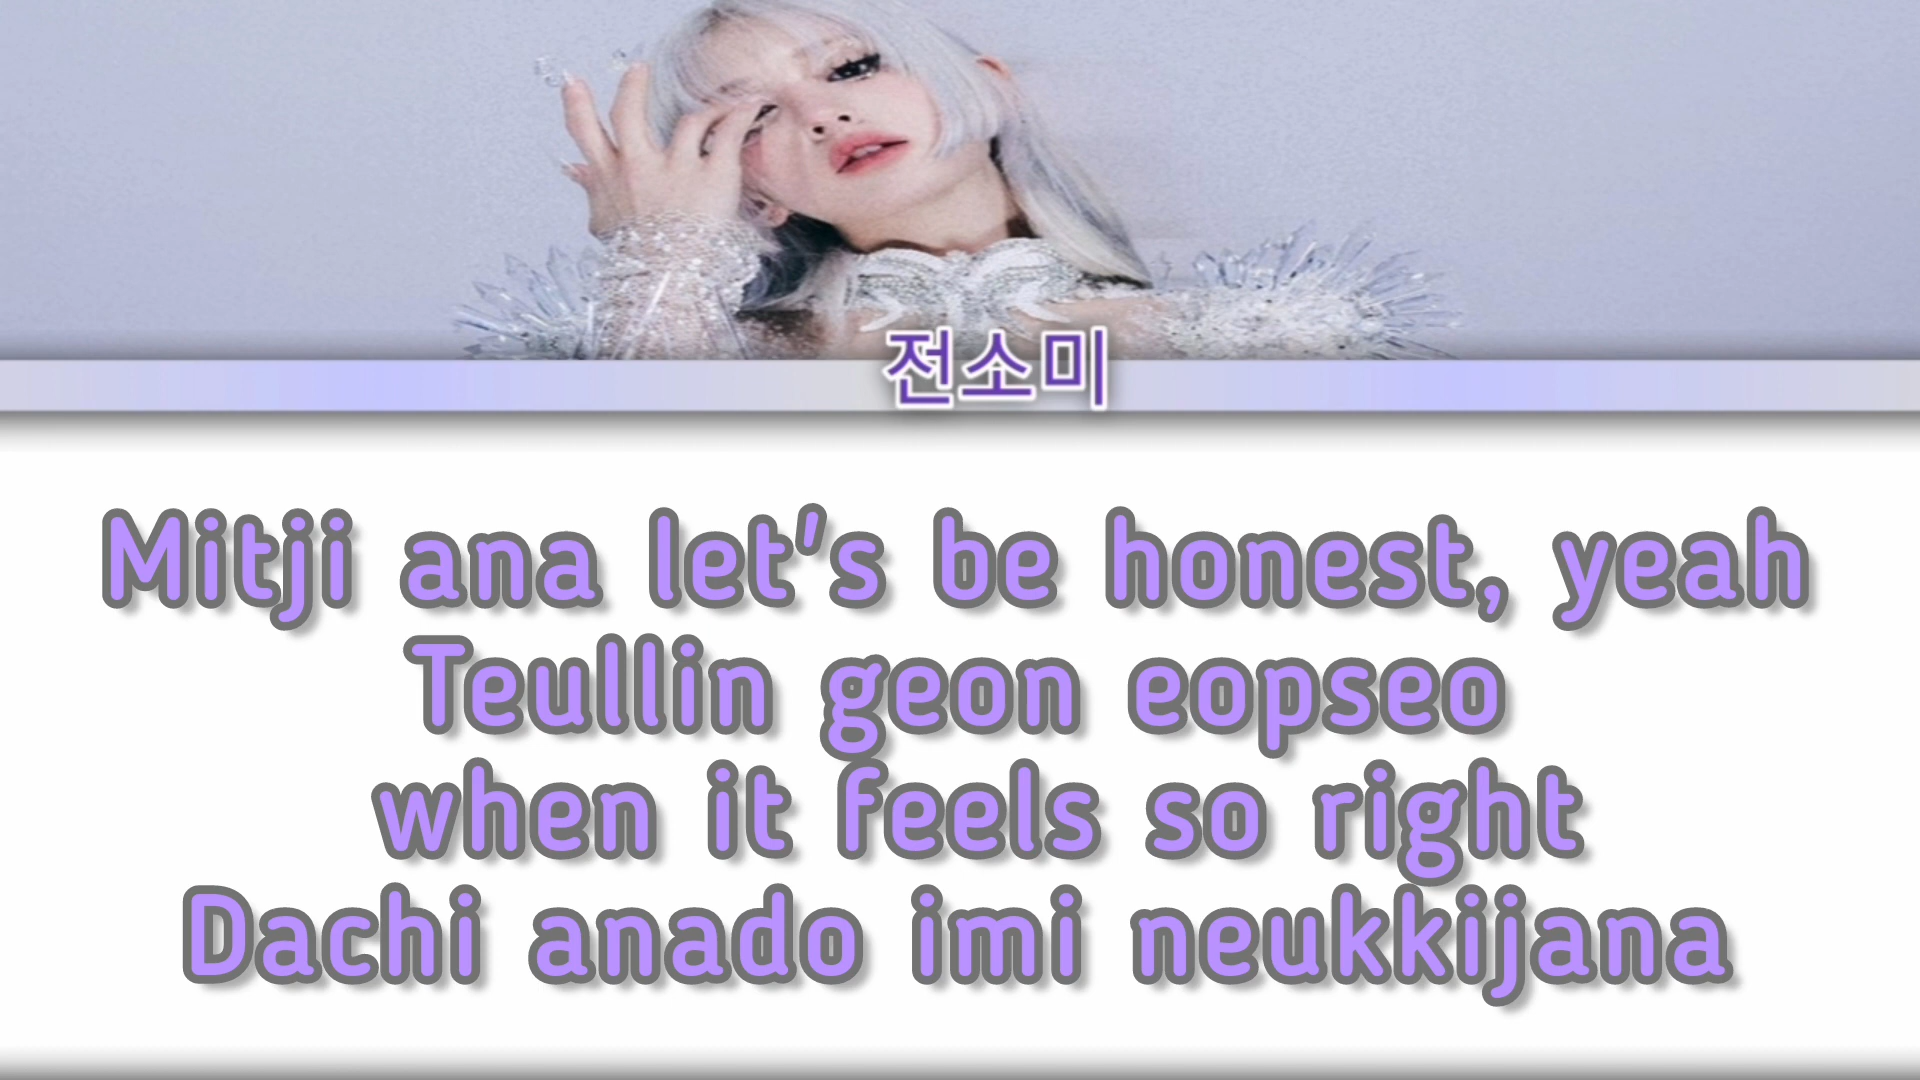 전소미
Mitji ana let's be honest, yeah
Teullin geon eopseo
when it feels so right
Dachi anado imi neukkijana